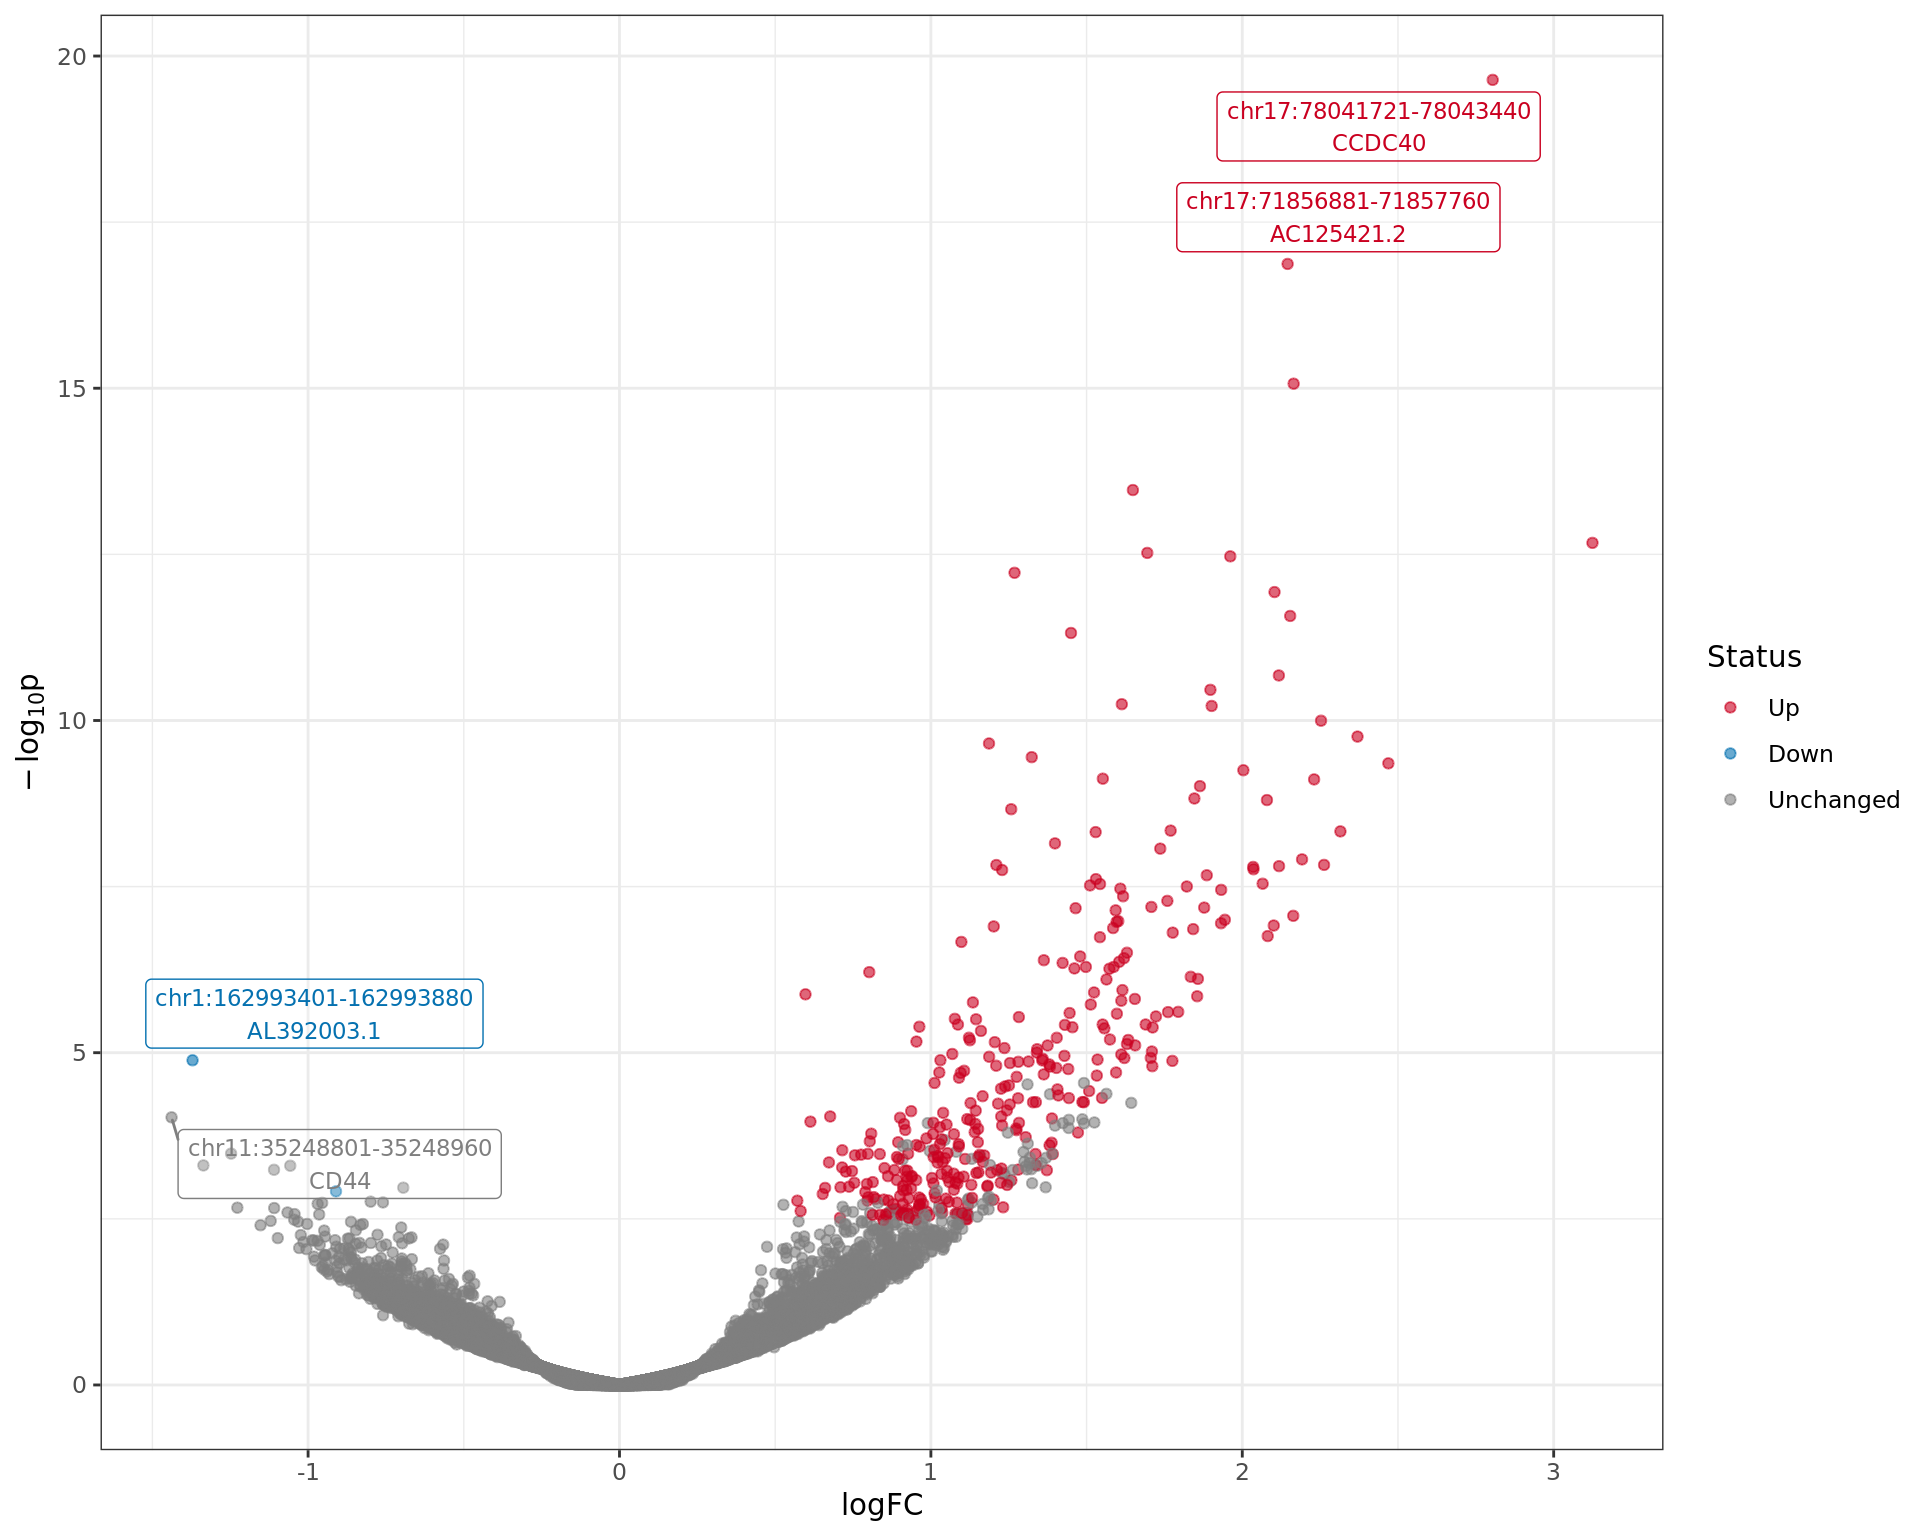 20
15
10
5
0
-1
0
1
2
3
logFC
−log10p
chr17:78041721-78043440
CCDC40
chr17:71856881-71857760
AC125421.2
chr1:162993401-162993880
AL392003.1
chr11:35248801-35248960
CD44
Status
Up
Down
Unchanged